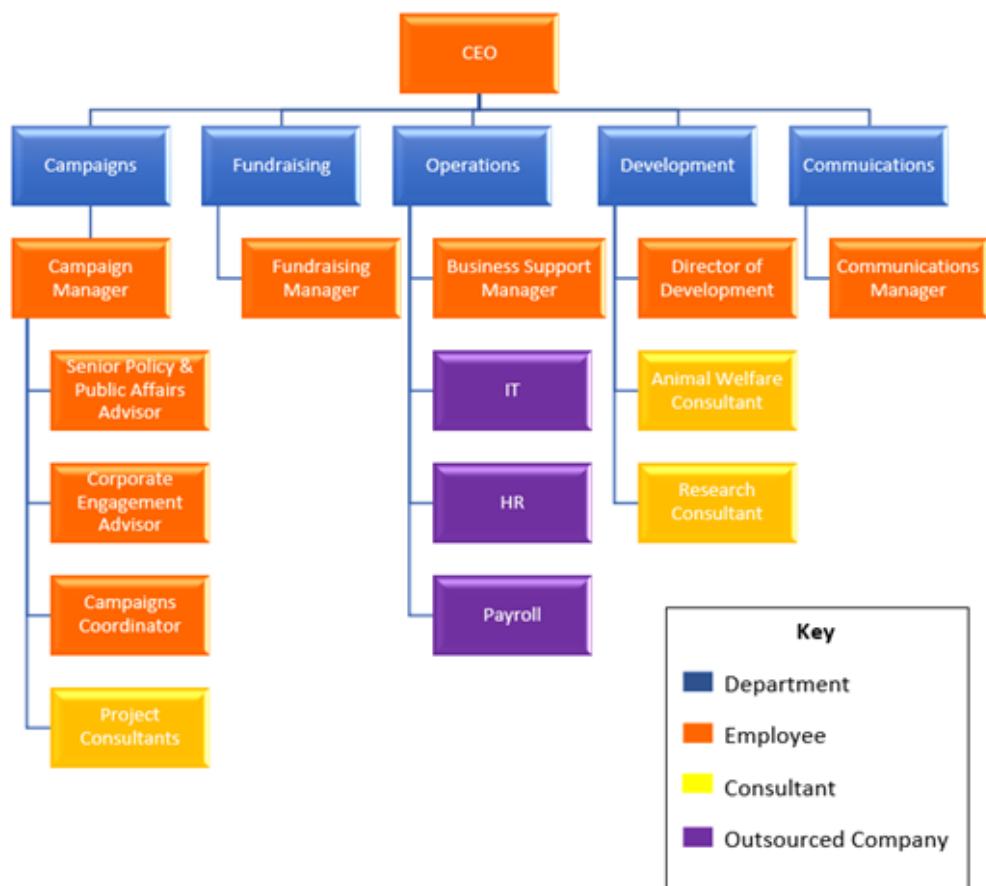 CEO
Campaigns
Fundraising
Operations
Development
Commuications
Campaign
Manager
Fundraising
Manager
Business Support
Manager
Director of
Development
Communications
Manager
Senior Policy &
Public Affairs
Advisor
IT
Animal Welfare
Consultant
Corporate
Engagement
Advisor
HR
Research
Consultant
Campaigns
Coordinator
Payroll
Project
Consultants
Key
Department
Employee
Consultant
Outsourced Company